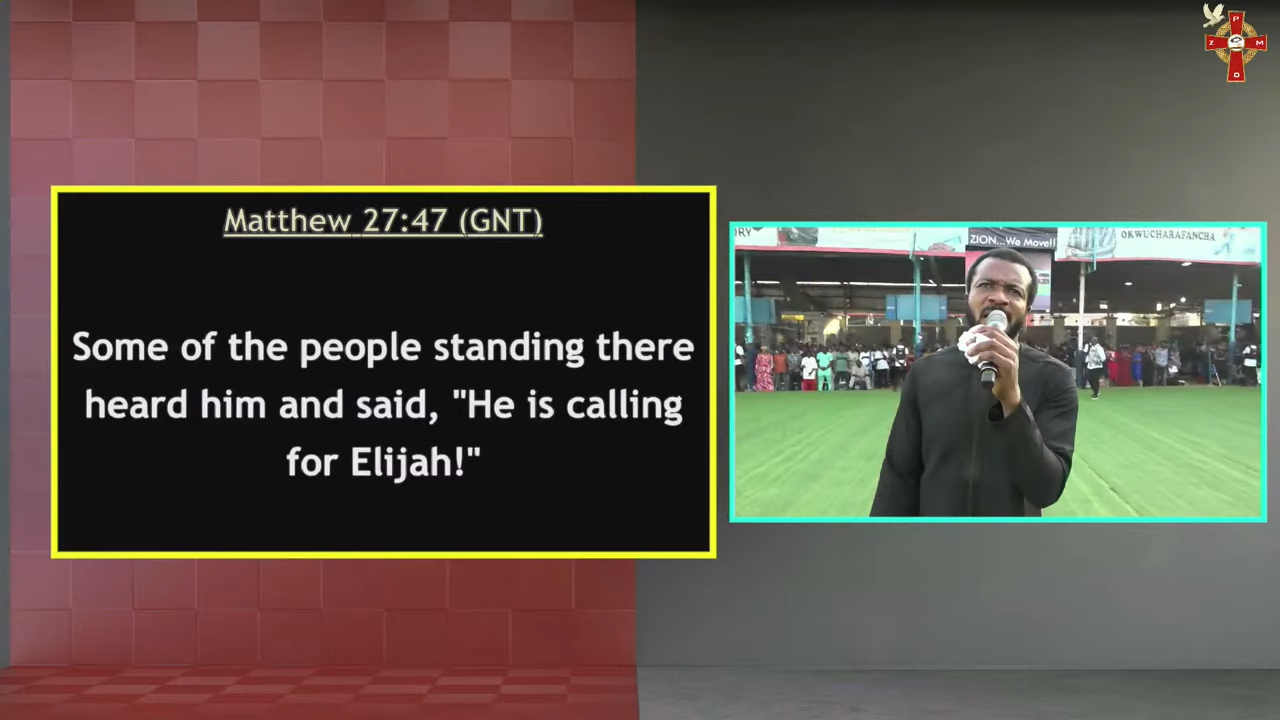 Matthew 27:47 (GNT)
Some of the people standing there
heard him and said, "He is calling
for Elijah!"
P
Z M
O
ORY
ZION...We Move!!
OKWUCHARAFANCHA